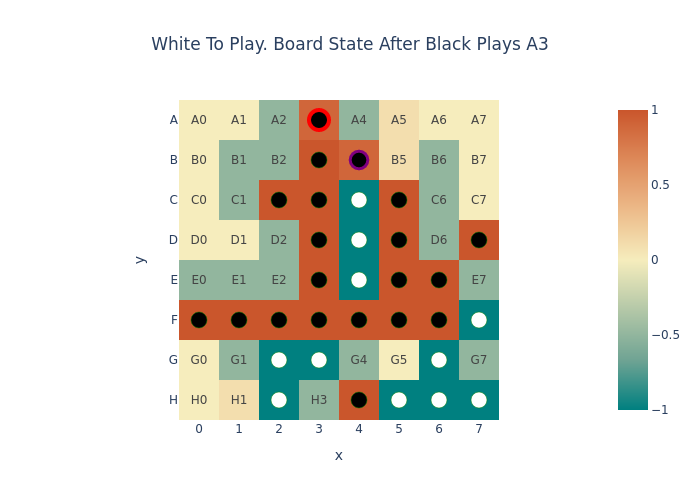 White To Play. Board State After Black Plays A3
A A0 A1 A2 A4 A5 A6 A7
B B0 B1 B2 B5 B6 B7
C C0 C1 C6 C7
D D0 D1 D2 D6
E E0 E1 E2 E7
F
G G0 G1 G4 G5 G7
H H0 H1 H3
0 1 2 3 4 5 6 7
x
y
1
0.5
0
−0.5
−1